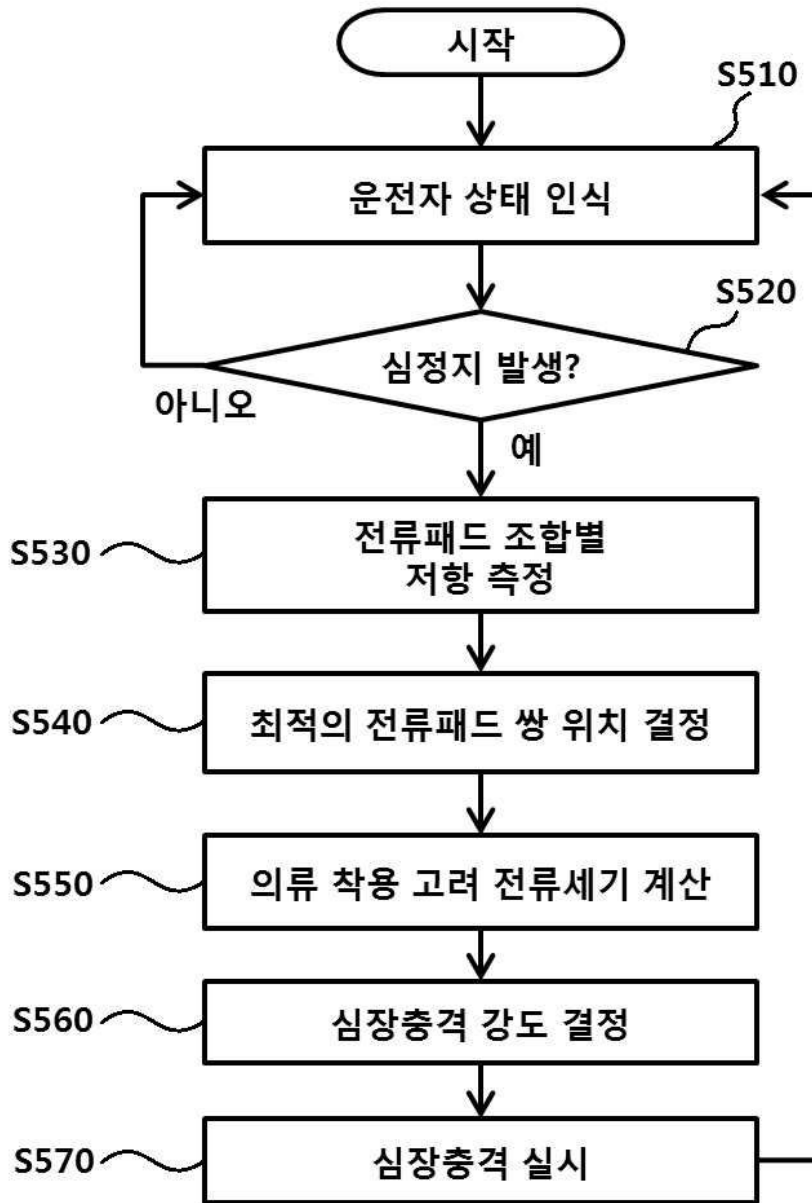 시작
S510
운전자 상태 인식
S520
심정지 발생?
아니오
예
S530
전류패드 조합별
저항 측정
S540
최적의 전류패드 쌍 위치 결정
S550
의류 착용 고려 전류세기 계산
S560
심장충격 강도 결정
S570
심장충격 실시